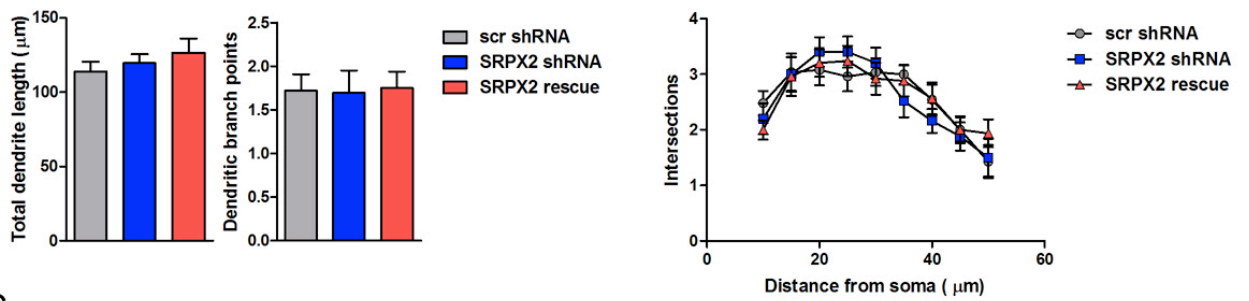 Total dendrite length ( μm)
150
100
50
0
Dendritic branch points
2.5
2.0
1.5
1.0
0.5
0.0
scr shRNA
SRPX2 shRNA
SRPX2 rescue
Intersections
4
3
2
1
0
0
20
40
60
Distance from soma ( μm)
scr shRNA
SRPX2 shRNA
SRPX2 rescue